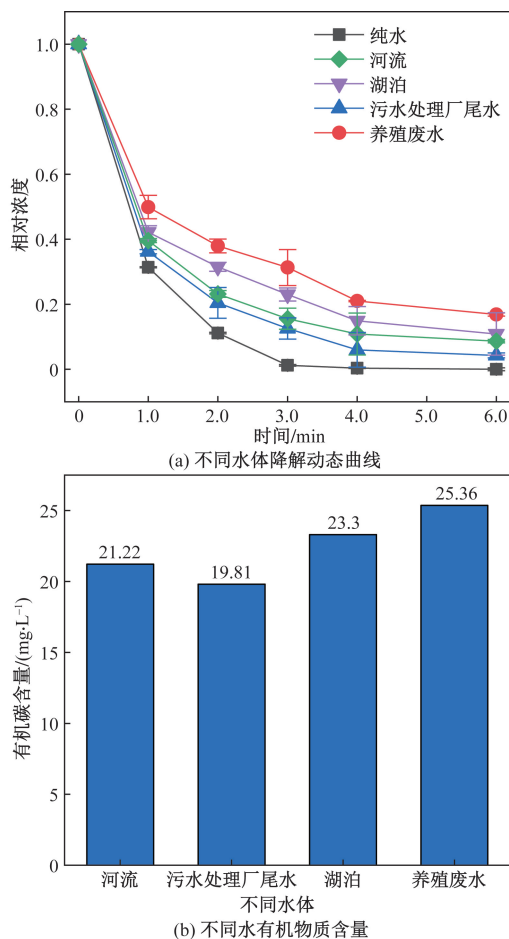 1.0
0.8
0.6
0.4
0.2
0
相对浓度
纯水
河流
湖泊
污水处理厂尾水
养殖废水
0 1.0 2.0 3.0 4.0 5.0 6.0
时间/min
(a) 不同水体降解动态曲线
25
20
15
10
5
0
有机碳含量/(mg·L⁻¹)
21.22
19.81
23.3
25.36
河流 污水处理厂尾水 湖泊 养殖废水
不同水体
(b) 不同水有机物质含量